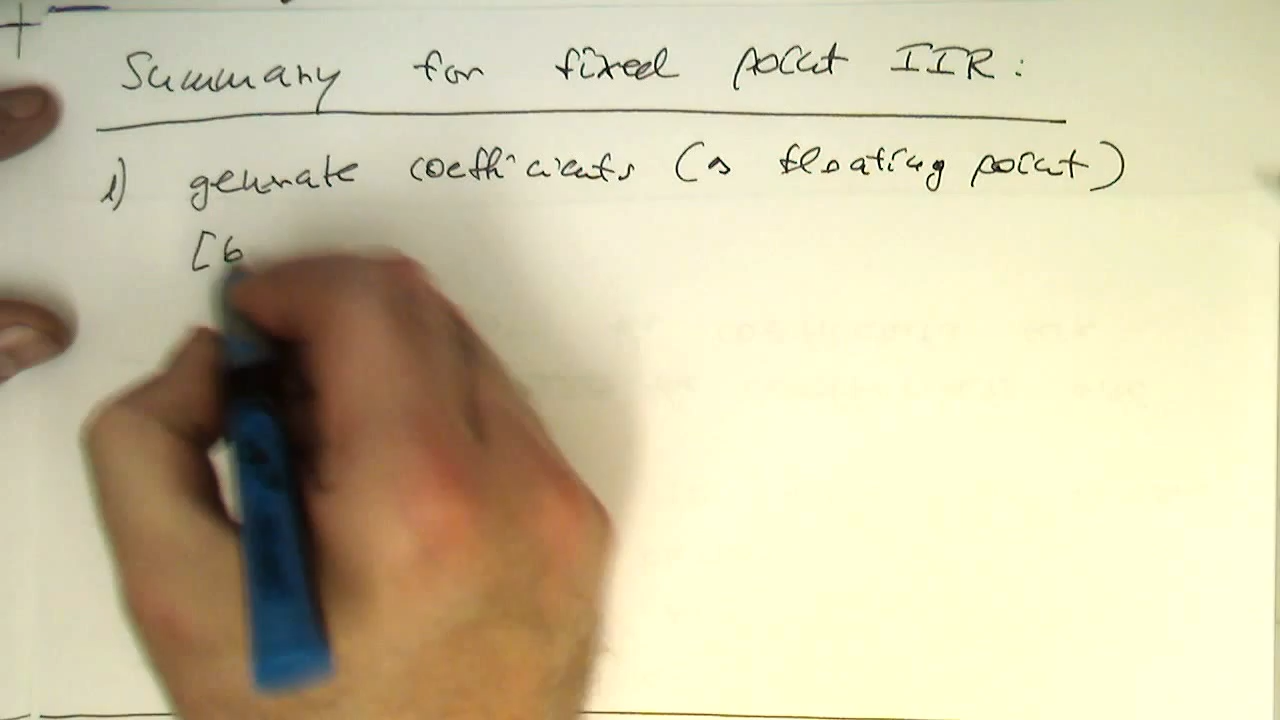 Summary for fixed point IIR:
1) generate coefficients (as floating point)
[b